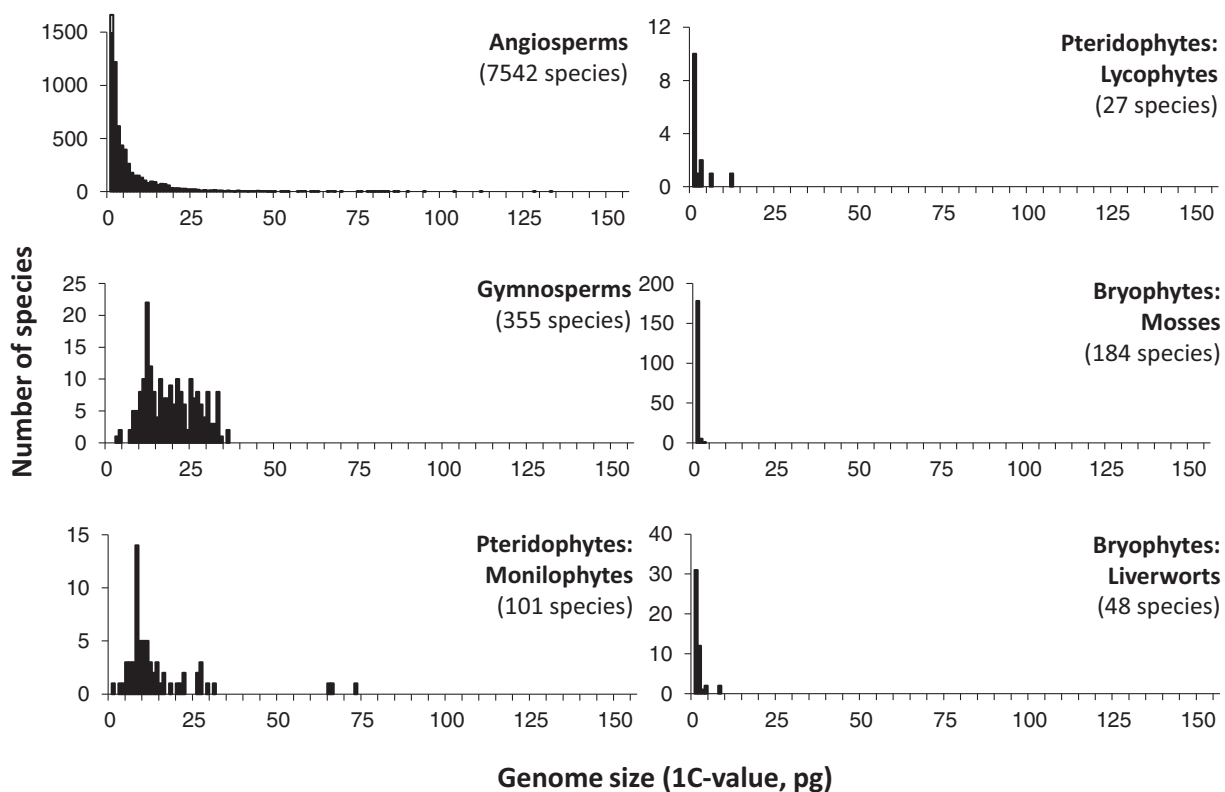 Number of species
Angiosperms
(7542 species)
1500
1000
500
0
0 25 50 75 100 125 150
Pteridophytes:
Lycophytes
(27 species)
12
8
4
0
0 25 50 75 100 125 150
Gymnosperms
(355 species)
25
20
15
10
5
0
0 25 50 75 100 125 150
Bryophytes:
Mosses
(184 species)
200
150
100
50
0
0 25 50 75 100 125 150
Pteridophytes:
Monilophytes
(101 species)
15
10
5
0
0 25 50 75 100 125 150
Bryophytes:
Liverworts
(48 species)
40
30
20
10
0
0 25 50 75 100 125 150
Genome size (1C-value, pg)